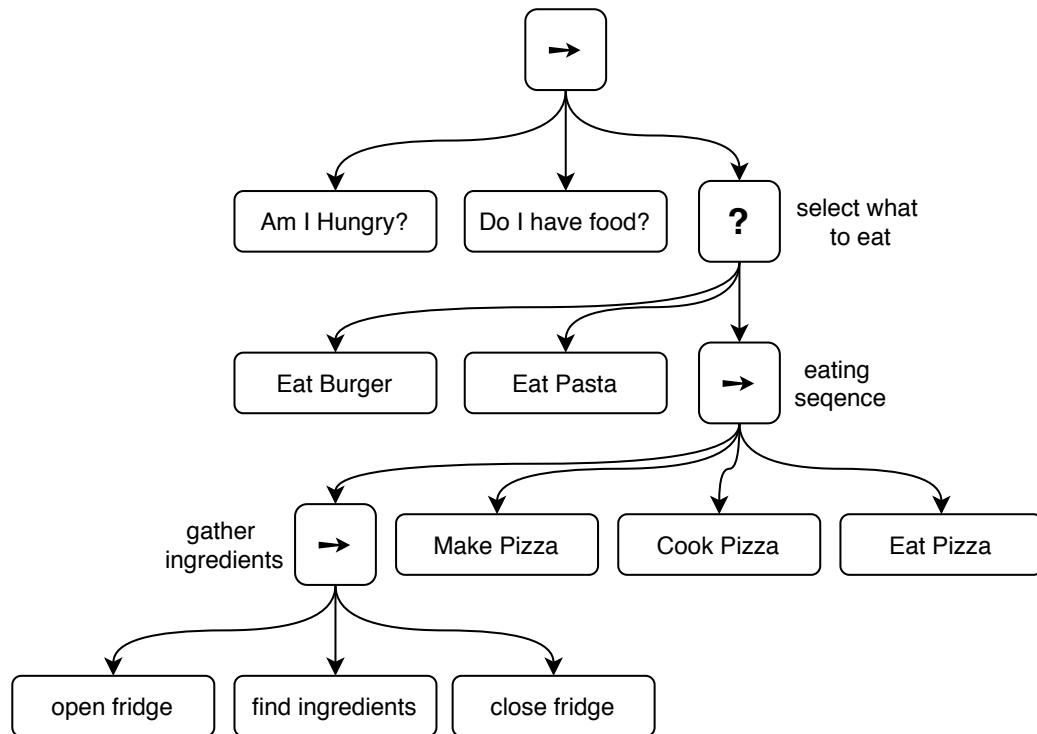 ➙
Am I Hungry?
Do I have food?
?
select what
to eat
Eat Burger
Eat Pasta
➙
eating
seqence
gather
ingredients
➙
Make Pizza
Cook Pizza
Eat Pizza
open fridge
find ingredients
close fridge